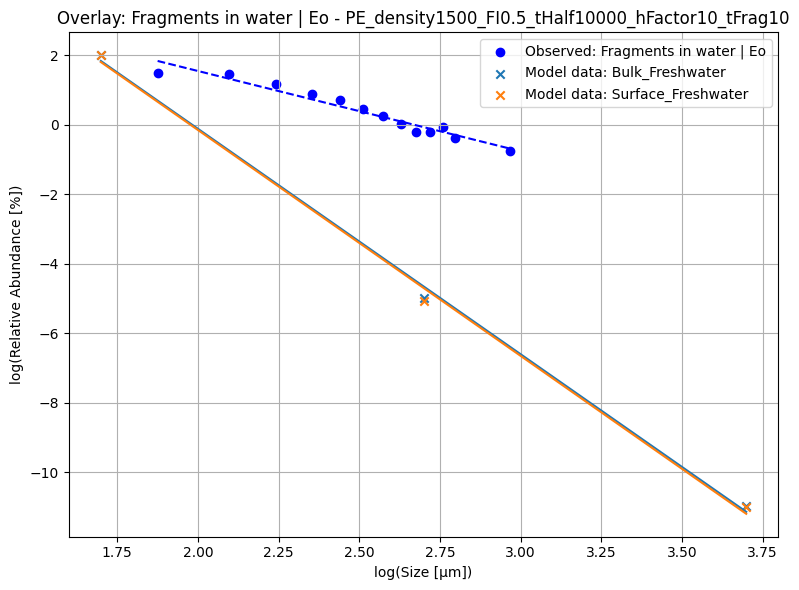 Overlay: Fragments in water | Eo - PE_density1500_FI0.5_tHalf10000_hFactor10_tFrag10
Observed: Fragments in water | Eo
Model data: Bulk_Freshwater
Model data: Surface_Freshwater
log(Relative Abundance [%])
2
0
−2
−4
−6
−8
−10
1.75 2.00 2.25 2.50 2.75 3.00 3.25 3.50 3.75
log(Size [µm])